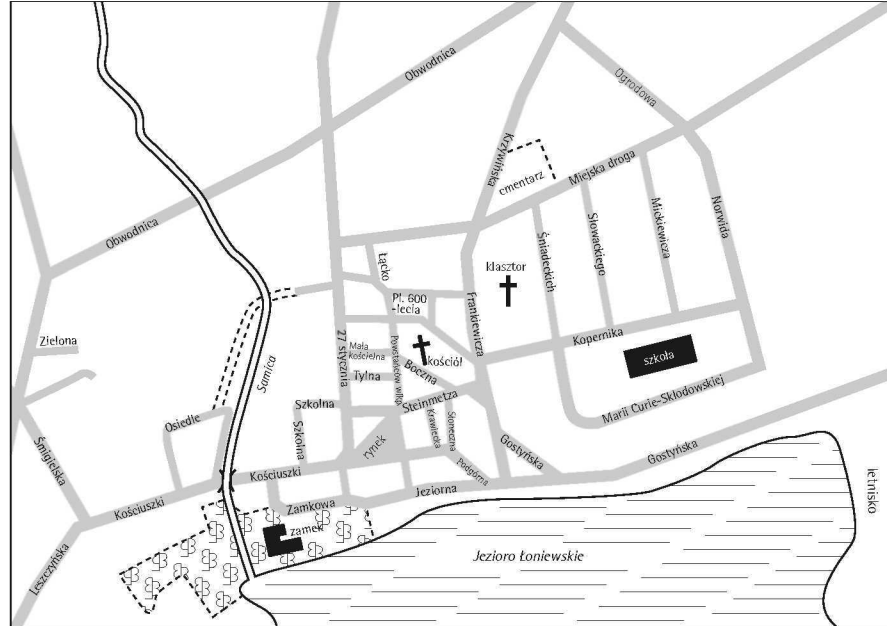 Obwodnica
Ogrodowa
Krzywińska
cmentarz
Miejska droga
Obwodnica
Łącko
Śniadeckich
Słowackiego
Mickiewicza
Norwida
klasztor
Pl. 600
-lecia
Frankiewicza
Zielona
Samica
27 stycznia
Mała
kościelna
Powstańców wlkp.
kościół
Kopernika
szkoła
Tylna
Boczna
Steinmetza
Marii Curie-Skłodowskiej
Osiedle
Szkolna
Szkolna
rynek
Krawiecka
Słoneczna
Śmigielska
Gostyńska
Gostyńska
Podgórna
Kościuszki
Kościuszki
Jeziorna
Zamkowa
letnisko
zamek
Jezioro Łoniewskie
Leszczyńska